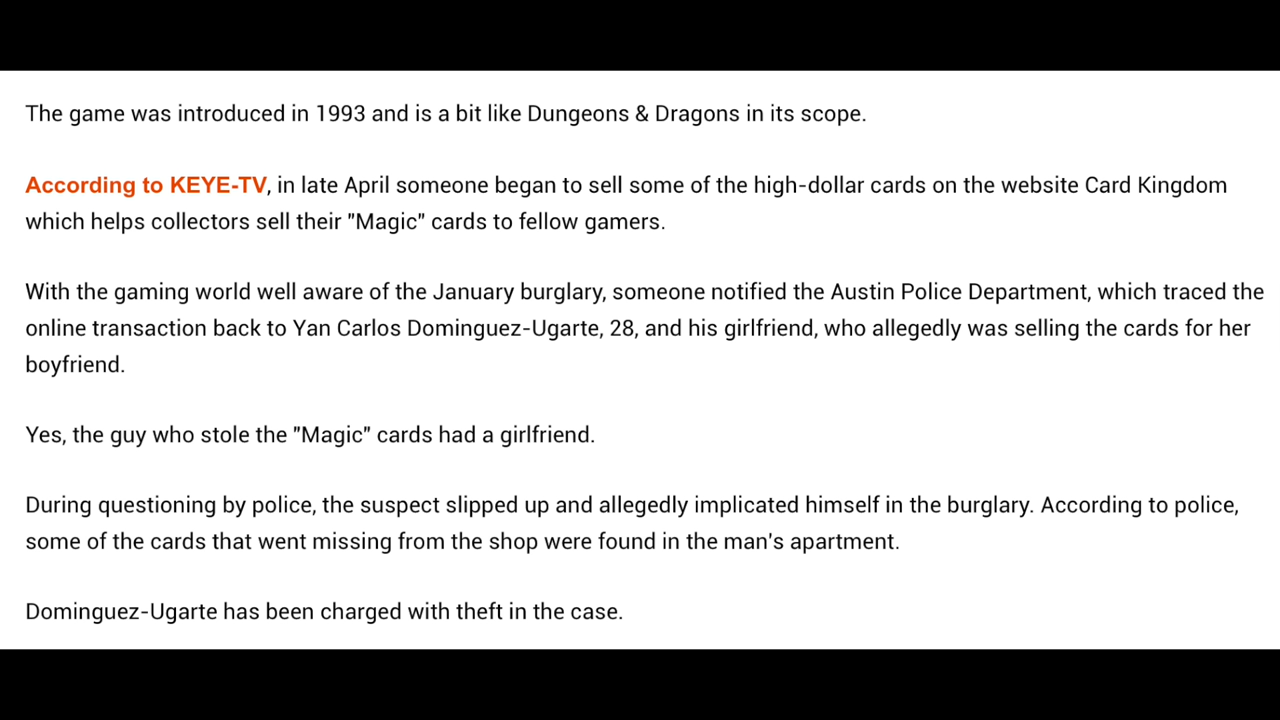 The game was introduced in 1993 and is a bit like Dungeons & Dragons in its scope.
According to KEYE-TV, in late April someone began to sell some of the high-dollar cards on the website Card Kingdom
which helps collectors sell their "Magic" cards to fellow gamers.
With the gaming world well aware of the January burglary, someone notified the Austin Police Department, which traced the
online transaction back to Yan Carlos Dominguez-Ugarte, 28, and his girlfriend, who allegedly was selling the cards for her
boyfriend.
Yes, the guy who stole the "Magic" cards had a girlfriend.
During questioning by police, the suspect slipped up and allegedly implicated himself in the burglary. According to police,
some of the cards that went missing from the shop were found in the man's apartment.
Dominguez-Ugarte has been charged with theft in the case.